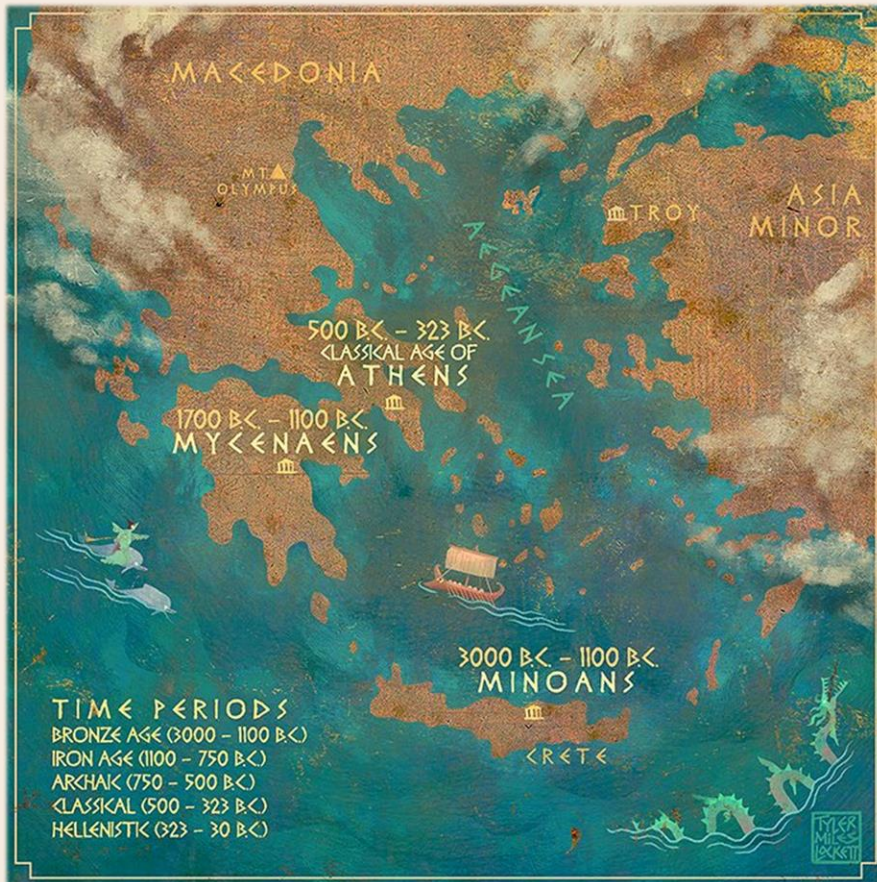 MACEDONIA
MT
OLYMPUS
TROY
ASIA
MINOR
AEGEAN SEA
500 B.C. – 323 B.C.
CLASSICAL AGE OF
ATHENS
1700 B.C. – 1100 B.C.
MYCENAENS
3000 B.C. – 1100 B.C.
MINOANS
CRETE
TIME PERIODS
BRONZE AGE (3000 – 1100 B.C.)
IRON AGE (1100 – 750 B.C.)
ARCHAIC (750 – 500 B.C.)
CLASSICAL (500 – 323 B.C.)
HELLENISTIC (323 – 30 B.C.)
TYLER
MILES
LOCKETT